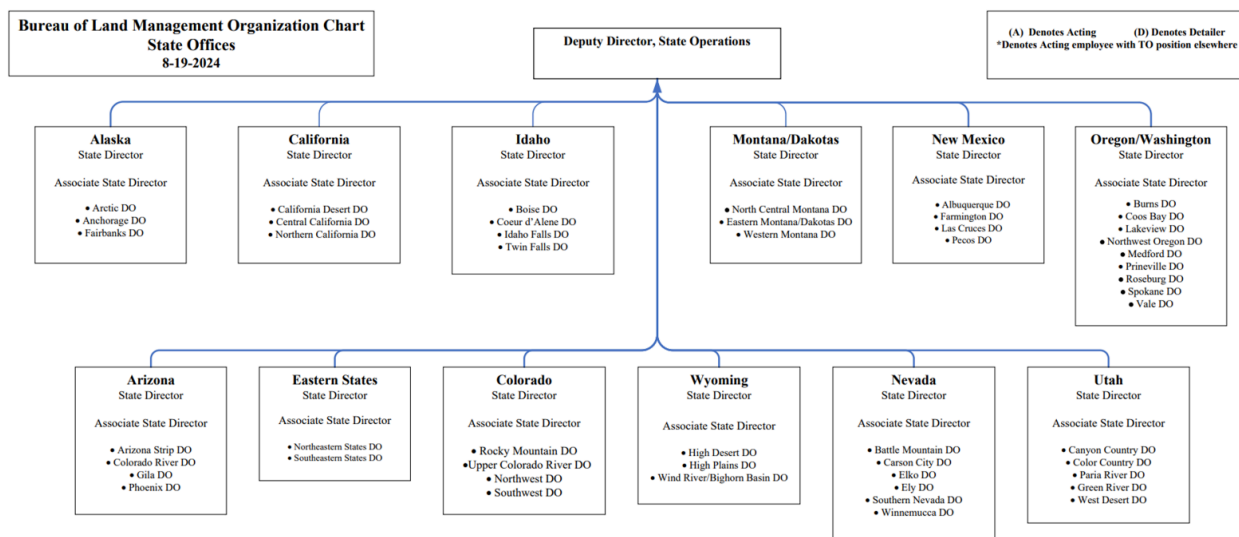 Bureau of Land Management Organization Chart
State Offices
8-19-2024
Deputy Director, State Operations
(A) Denotes Acting (D) Denotes Detailer
*Denotes Acting employee with TO position elsewhere
Alaska
State Director
Associate State Director
● Arctic DO
● Anchorage DO
● Fairbanks DO
California
State Director
Associate State Director
● California Desert DO
● Central California DO
● Northern California DO
Idaho
State Director
Associate State Director
● Boise DO
● Coeur d’Alene DO
● Idaho Falls DO
● Twin Falls DO
Montana/Dakotas
State Director
Associate State Director
● North Central Montana DO
● Eastern Montana/Dakotas DO
● Western Montana DO
New Mexico
State Director
Associate State Director
● Albuquerque DO
● Farmington DO
● Las Cruces DO
● Pecos DO
Oregon/Washington
State Director
Associate State Director
● Burns DO
● Coos Bay DO
● Lakeview DO
● Northwest Oregon DO
● Medford DO
● Prineville DO
● Roseburg DO
● Spokane DO
● Vale DO
Arizona
State Director
Associate State Director
● Arizona Strip DO
● Colorado River DO
● Gila DO
● Phoenix DO
Eastern States
State Director
Associate State Director
● Northeastern States DO
● Southeastern States DO
Colorado
State Director
Associate State Director
● Rocky Mountain DO
●Upper Colorado River DO
● Northwest DO
● Southwest DO
Wyoming
State Director
Associate State Director
● High Desert DO
● High Plains DO
● Wind River/Bighorn Basin DO
Nevada
State Director
Associate State Director
● Battle Mountain DO
● Carson City DO
● Elko DO
● Ely DO
● Southern Nevada DO
● Winnemucca DO
Utah
State Director
Associate State Director
● Canyon Country DO
● Color Country DO
● Paria River DO
● Green River DO
● West Desert DO